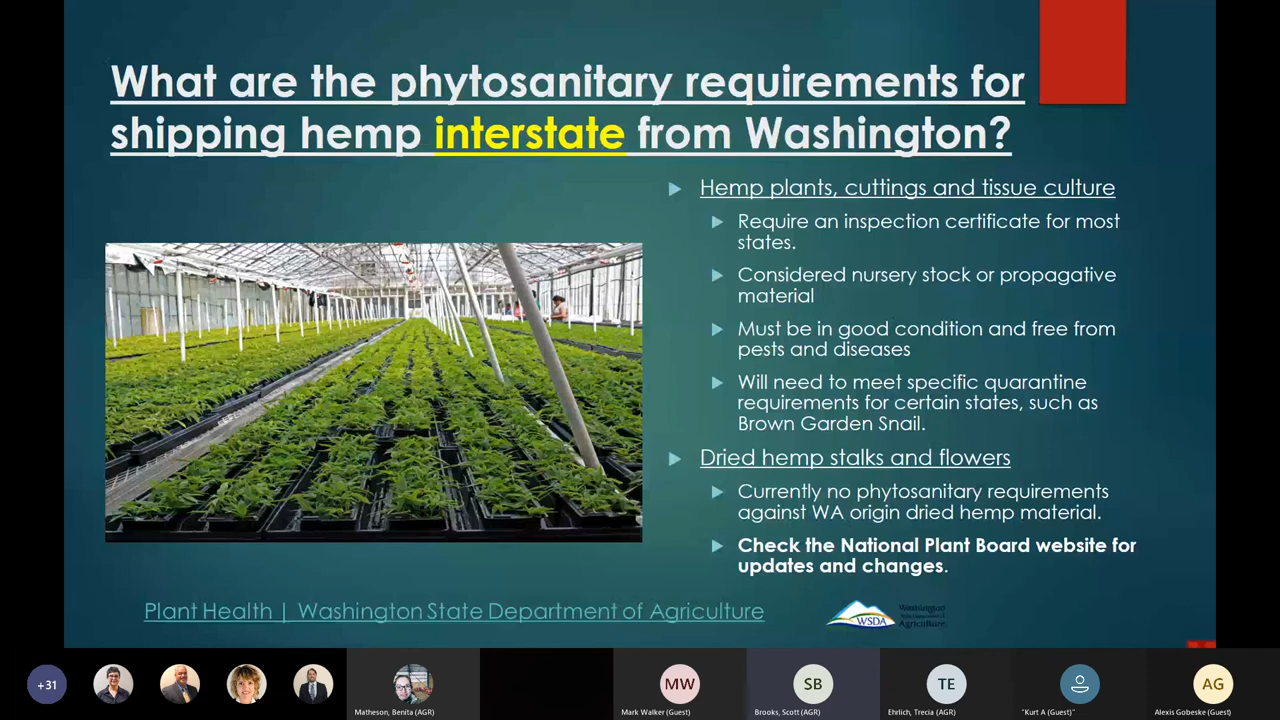 What are the phytosanitary requirements for
shipping hemp interstate from Washington?
Hemp plants, cuttings and tissue culture
Require an inspection certificate for most
states.
Considered nursery stock or propagative
material
Must be in good condition and free from
pests and diseases
Will need to meet specific quarantine
requirements for certain states, such as
Brown Garden Snail.
Dried hemp stalks and flowers
Currently no phytosanitary requirements
against WA origin dried hemp material.
Check the National Plant Board website for
updates and changes.
Plant Health | Washington State Department of Agriculture
WSDA
Washington
State Department of
Agriculture
+31
MW
SB
TE
AG
Matheson, Benita (AGR)
Mark Walker (Guest)
Brooks, Scott (AGR)
Ehrlich, Trecia (AGR)
"Kurt A (Guest)"
Alexis Gobeske (Guest)